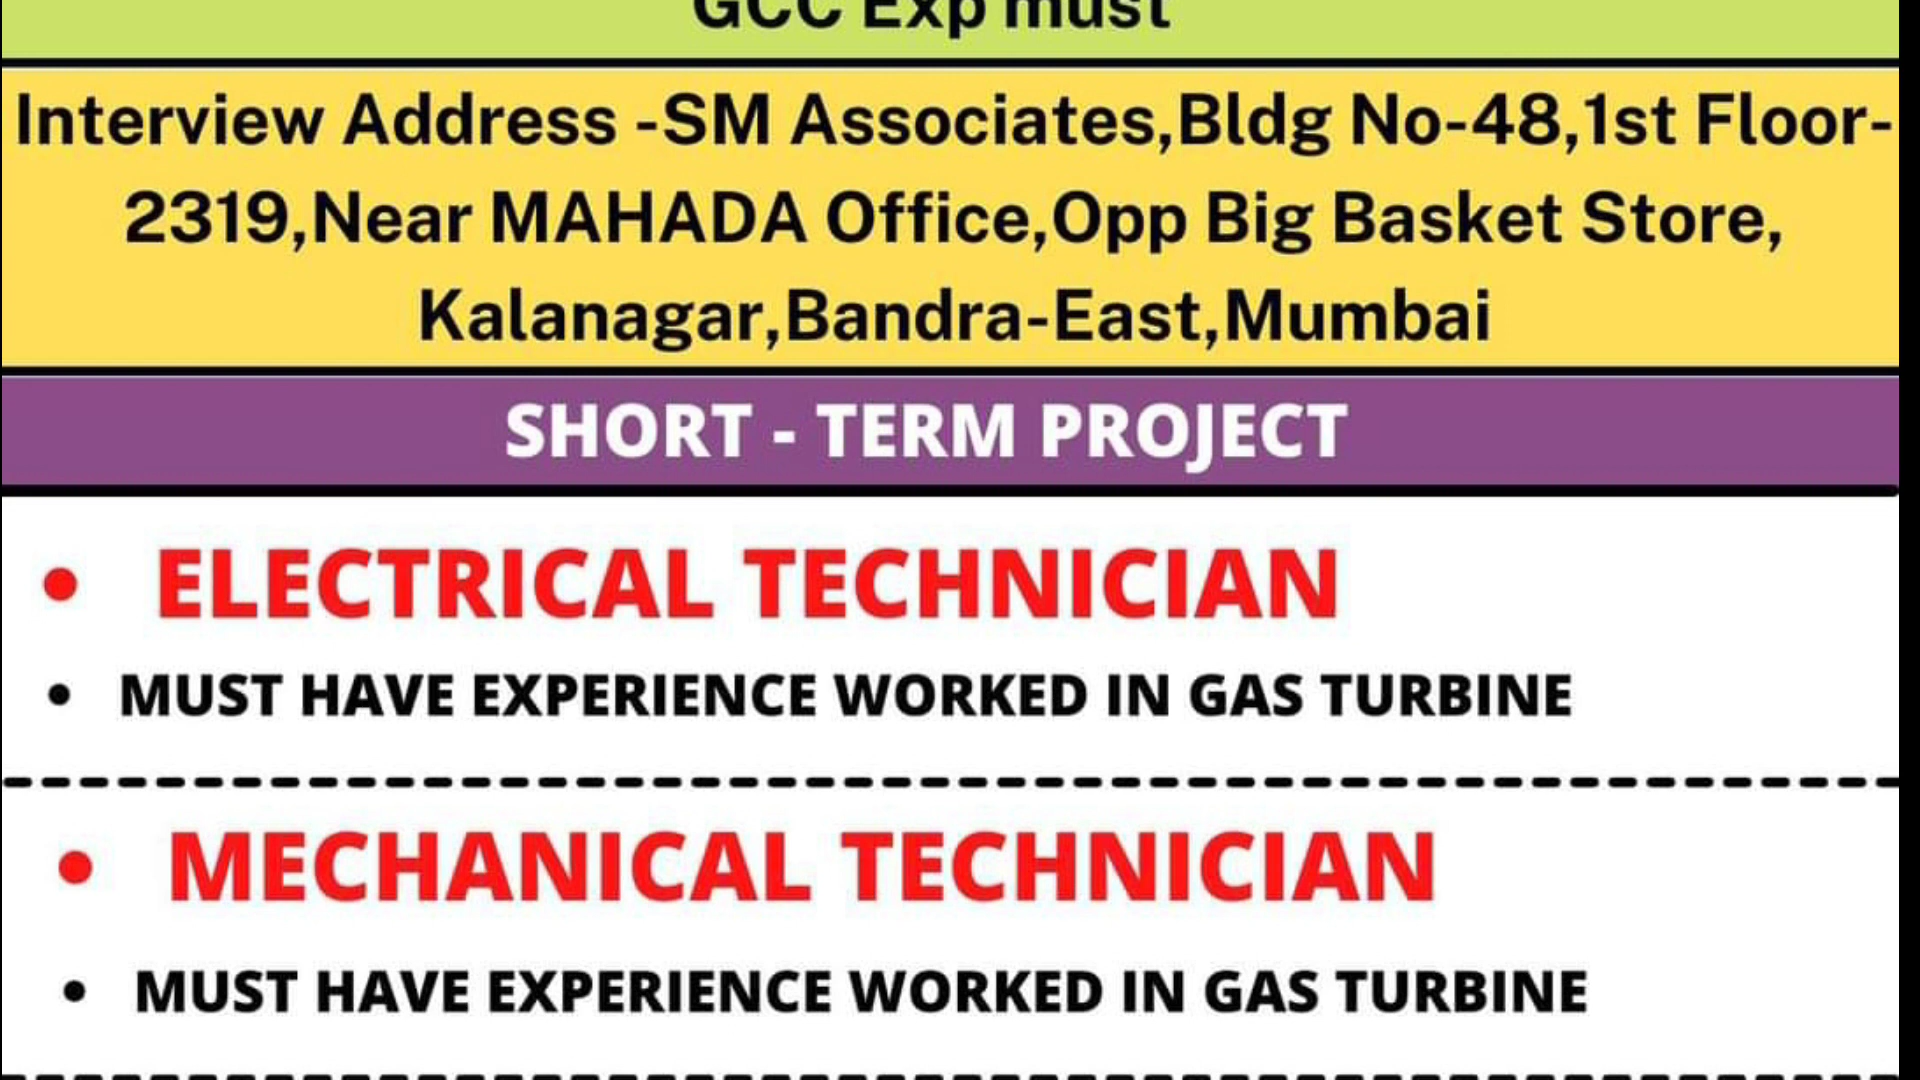 GCC Exp must
Interview Address -SM Associates,Bldg No-48,1st Floor-
2319,Near MAHADA Office,Opp Big Basket Store,
Kalanagar,Bandra-East,Mumbai
SHORT - TERM PROJECT
• ELECTRICAL TECHNICIAN
• MUST HAVE EXPERIENCE WORKED IN GAS TURBINE
• MECHANICAL TECHNICIAN
• MUST HAVE EXPERIENCE WORKED IN GAS TURBINE